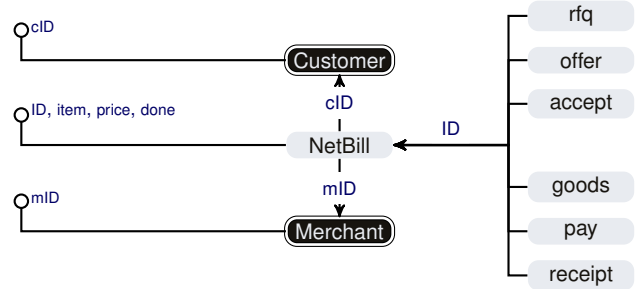 rfq
cID
Customer
offer
cID
accept
ID, item, price, done
ID
NetBill
mID
goods
mID
Merchant
pay
receipt